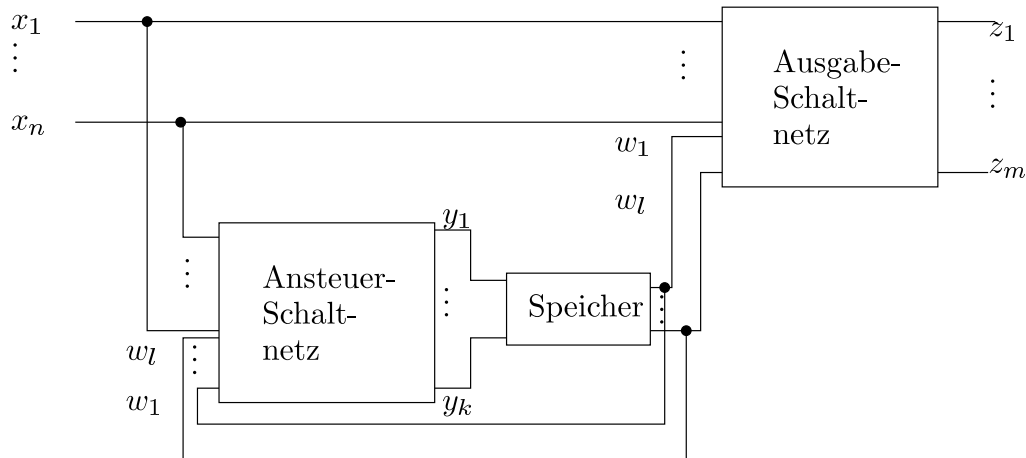 x1
xn
Ausgabe-
Schalt-
netz
z1
zm
w1
wl
Ansteuer-
Schalt-
netz
y1
yk
Speicher
wl
w1